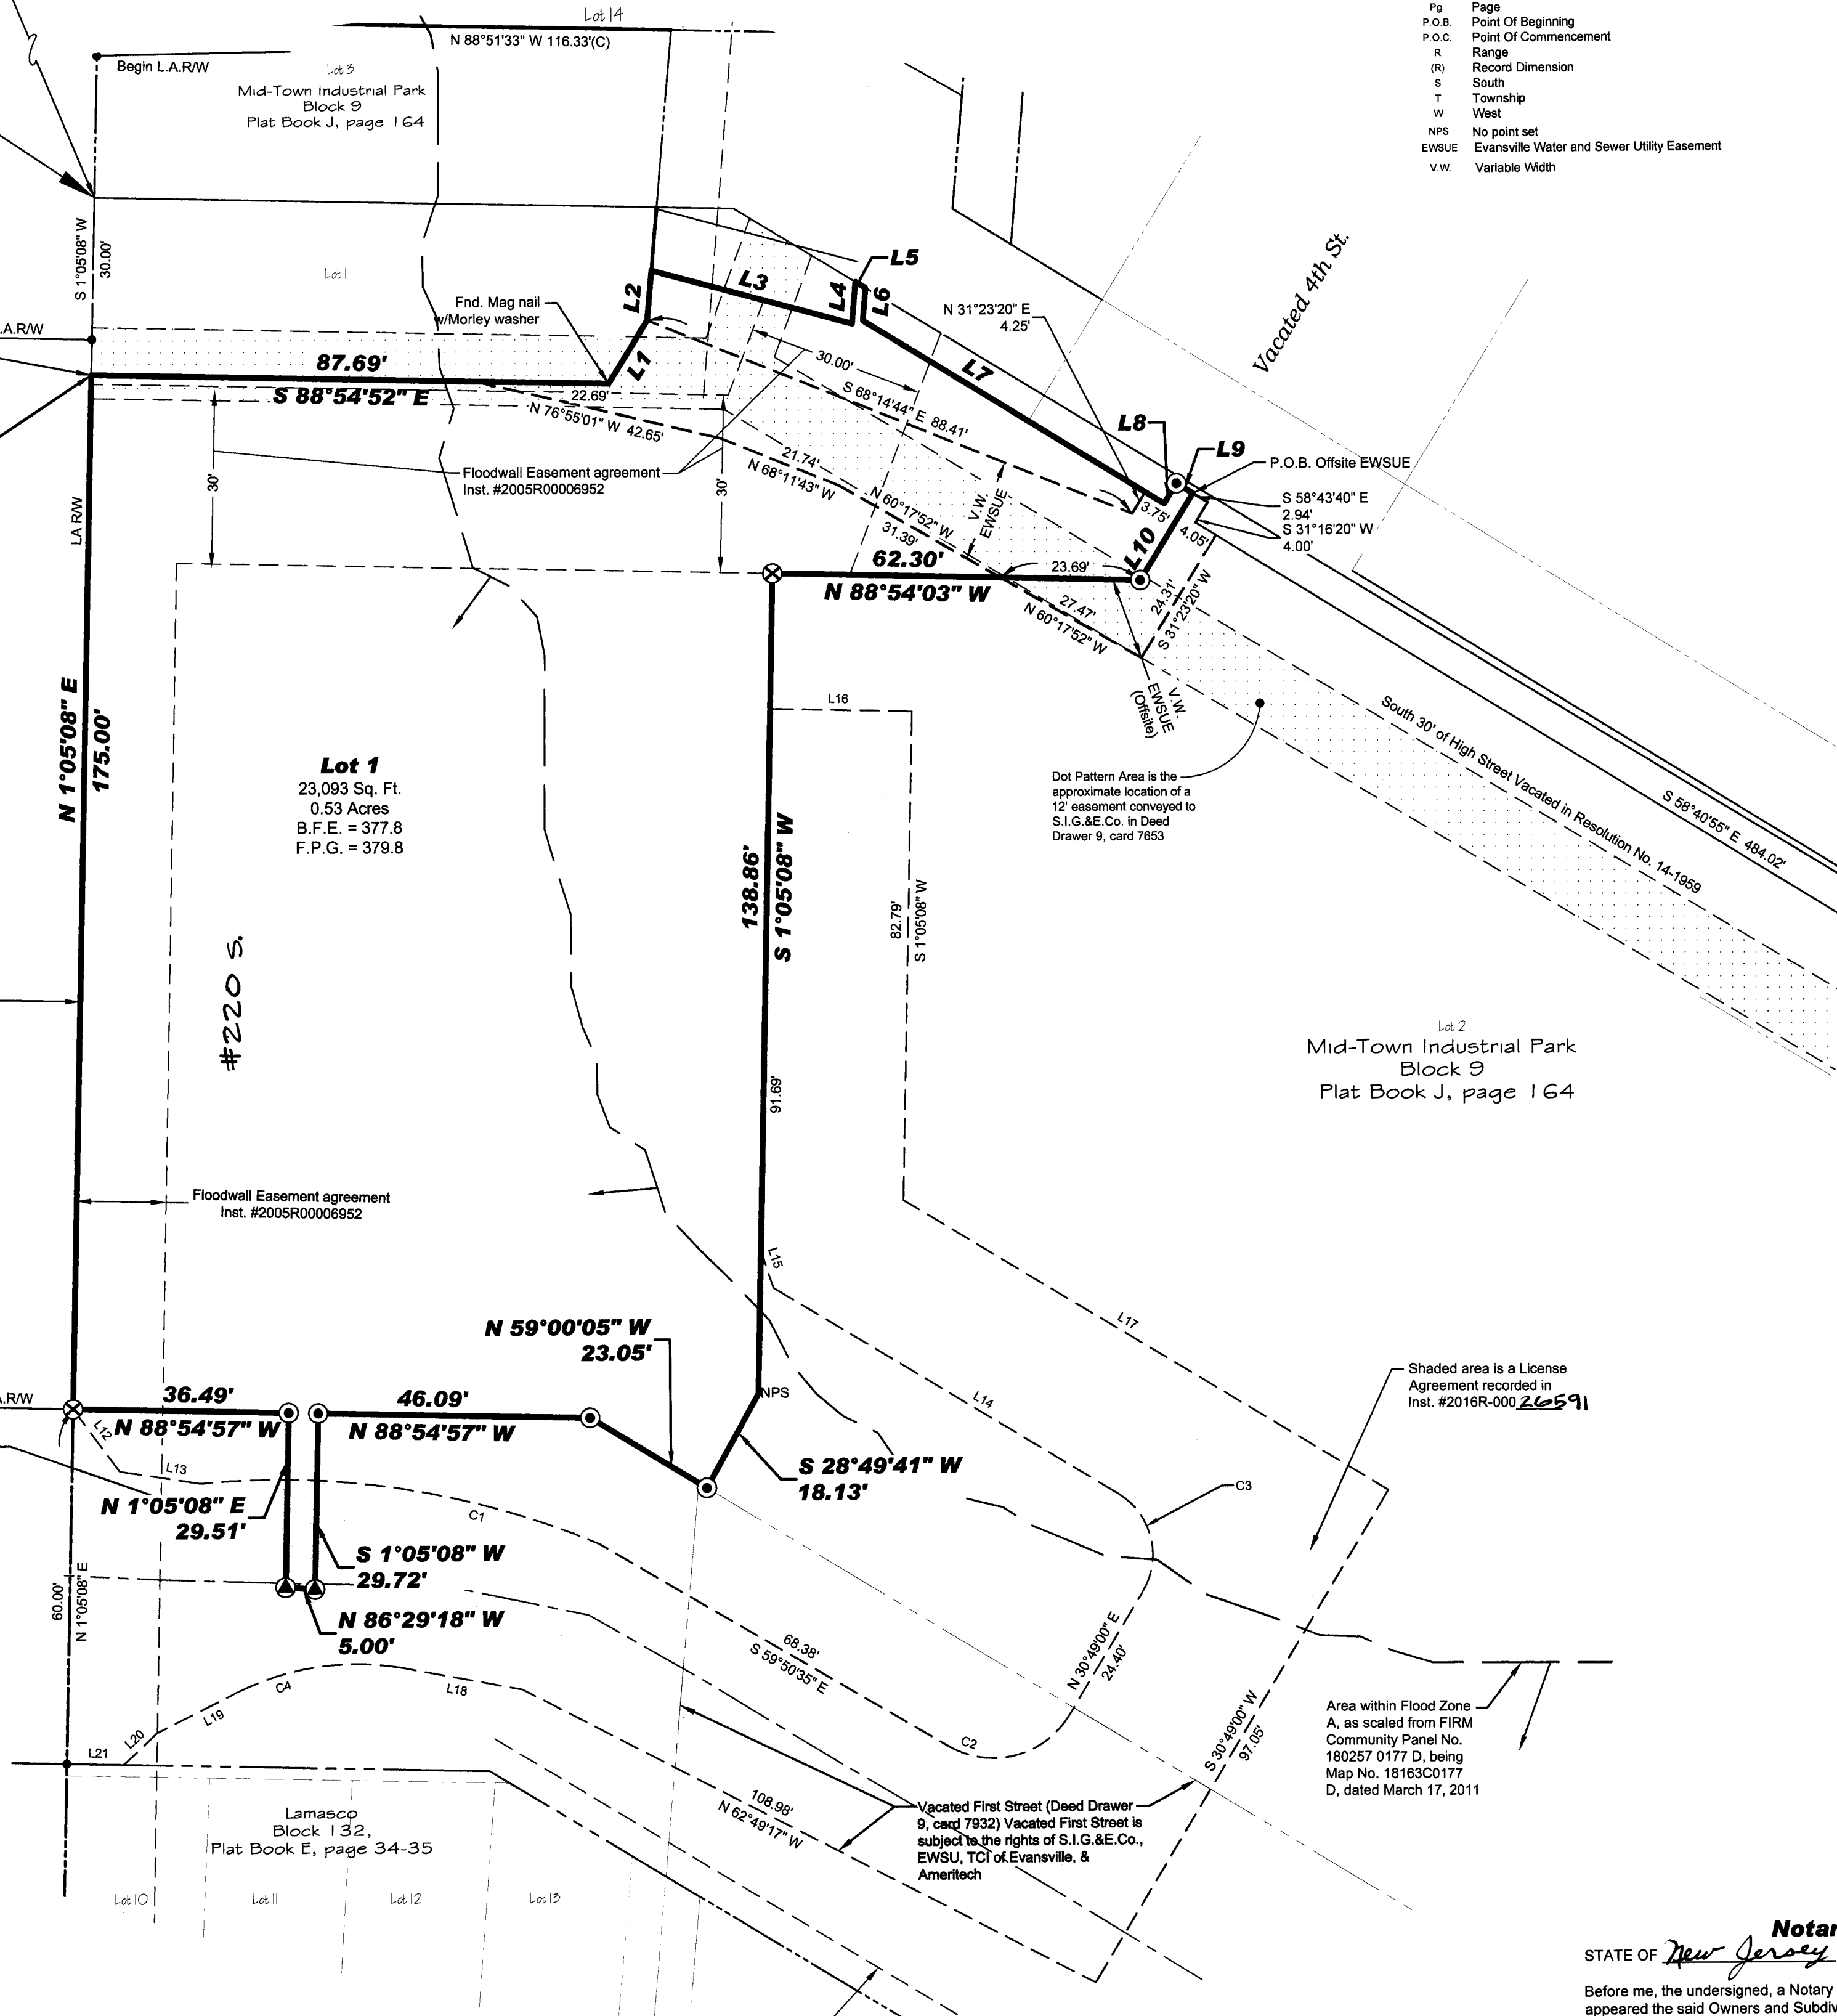 Lot 14
N 88°51'33" W 116.33'(C)
Begin L.A.R/W
Lot 3
Mid-Town Industrial Park
Block 9
Plat Book J, page 164
Pg. Page
P.O.B. Point Of Beginning
P.O.C. Point Of Commencement
R Range
(R) Record Dimension
S South
T Township
W West
NPS No point set
EWSUE Evansville Water and Sewer Utility Easement
V.W. Variable Width
S 1°05'08" W
30.00'
Lot 1
.A.R/W
Fnd. Mag nail
w/Morley washer
L1
L2
L3
L4
L5
L6
L7
L8
L9
L10
N 31°23'20" E
4.25'
Vacated 4th St.
P.O.B. Offsite EWSUE
S 58°43'40" E
2.94'
S 31°16'20" W
4.00'
3.75'
4.05'
87.69'
S 88°54'52" E
22.69'
N 76°55'01" W 42.65'
30.00'
S 68°14'44" E 88.41'
21.74'
N 68°11'43" W
N 60°17'52" W
31.39'
V.W.
EWSUE
Floodwall Easement agreement
Inst. #2005R00006952
30'
30'
LA R/W
62.30'
N 88°54'03" W
23.69'
27.47'
N 60°17'52" W
24.31'
S 31°23'20" W
V.W.
EWSUE
(Offsite)
L16
N 1°05'08" E
175.00'
Lot 1
23,093 Sq. Ft.
0.53 Acres
B.F.E. = 377.8
F.P.G. = 379.8
Dot Pattern Area is the
approximate location of a
12' easement conveyed to
S.I.G.&E.Co. in Deed
Drawer 9, card 7653
South 30' of High Street Vacated in Resolution No. 14-1959
S 58°40'55" E 484.02'
138.86'
S 1°05'08" W
82.79'
S 1°05'08" W
#220 S.
91.69'
Lot 2
Mid-Town Industrial Park
Block 9
Plat Book J, page 164
Floodwall Easement agreement
Inst. #2005R00006952
L15
L17
N 59°00'05" W
23.05'
Shaded area is a License
Agreement recorded in
Inst. #2016R-000 26591
.R/W
36.49'
N 88°54'57" W
46.09'
N 88°54'57" W
NPS
L14
L12
L13
S 28°49'41" W
18.13'
C3
N 1°05'08" E
29.51'
C1
S 1°05'08" W
29.72'
60.00'
N 1°05'08" E
N 86°29'18" W
5.00'
68.38'
S 59°50'35" E
N 30°49'00" E
24.40'
S 30°49'00" W
97.05'
Area within Flood Zone
A, as scaled from FIRM
Community Panel No.
180257 0177 D, being
Map No. 18163C0177
D, dated March 17, 2011
C4
L18
L19
L20
L21
C2
108.98'
N 62°49'17" W
Vacated First Street (Deed Drawer
9, card 7932) Vacated First Street is
subject to the rights of S.I.G.&E.Co.,
EWSU, TCI of Evansville, &
Ameritech
Lamasco
Block 132,
Plat Book E, page 34-35
Lot 10
Lot 11
Lot 12
Lot 13
Notar
STATE OF New Jersey
Before me, the undersigned, a Notary
appeared the said Owners and Subdiv